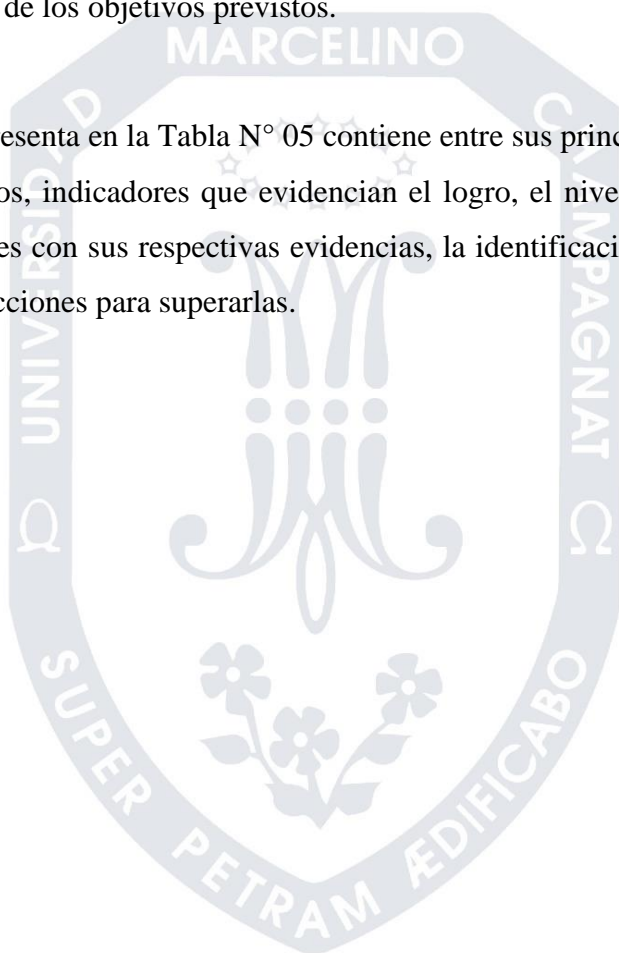 de los objetivos previstos.
MARCELINO
esenta en la Tabla N° 05 contiene entre sus princ
os, indicadores que evidencian el logro, el nive
es con sus respectivas evidencias, la identificaci
cciones para superarlas.
UNIVERSIDAD
CHAMPAGNAT
SUPER PETRAM ÆDIFICABO